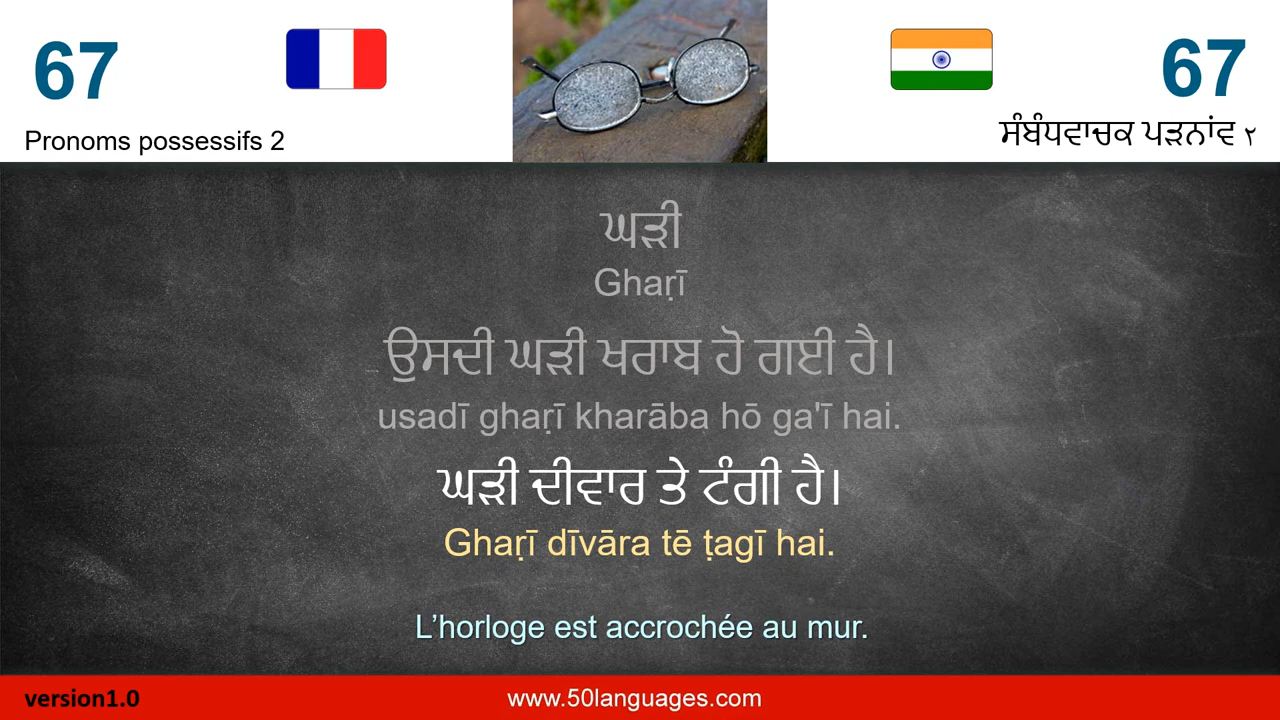 67
67
Pronoms possessifs 2
ਸੰਬੰਧਵਾਚਕ ਪੜਨਾਂਵ ੨
ਘੜੀ
Ghaṛī
ਉਸਦੀ ਘੜੀ ਖਰਾਬ ਹੋ ਗਈ ਹੈ।
usadī ghaṛī kharāba hō ga'ī hai.
ਘੜੀ ਦੀਵਾਰ ਤੇ ਟੰਗੀ ਹੈ।
Ghaṛī dīvāra tē ṭagī hai.
L’horloge est accrochée au mur.
version1.0
www.50languages.com